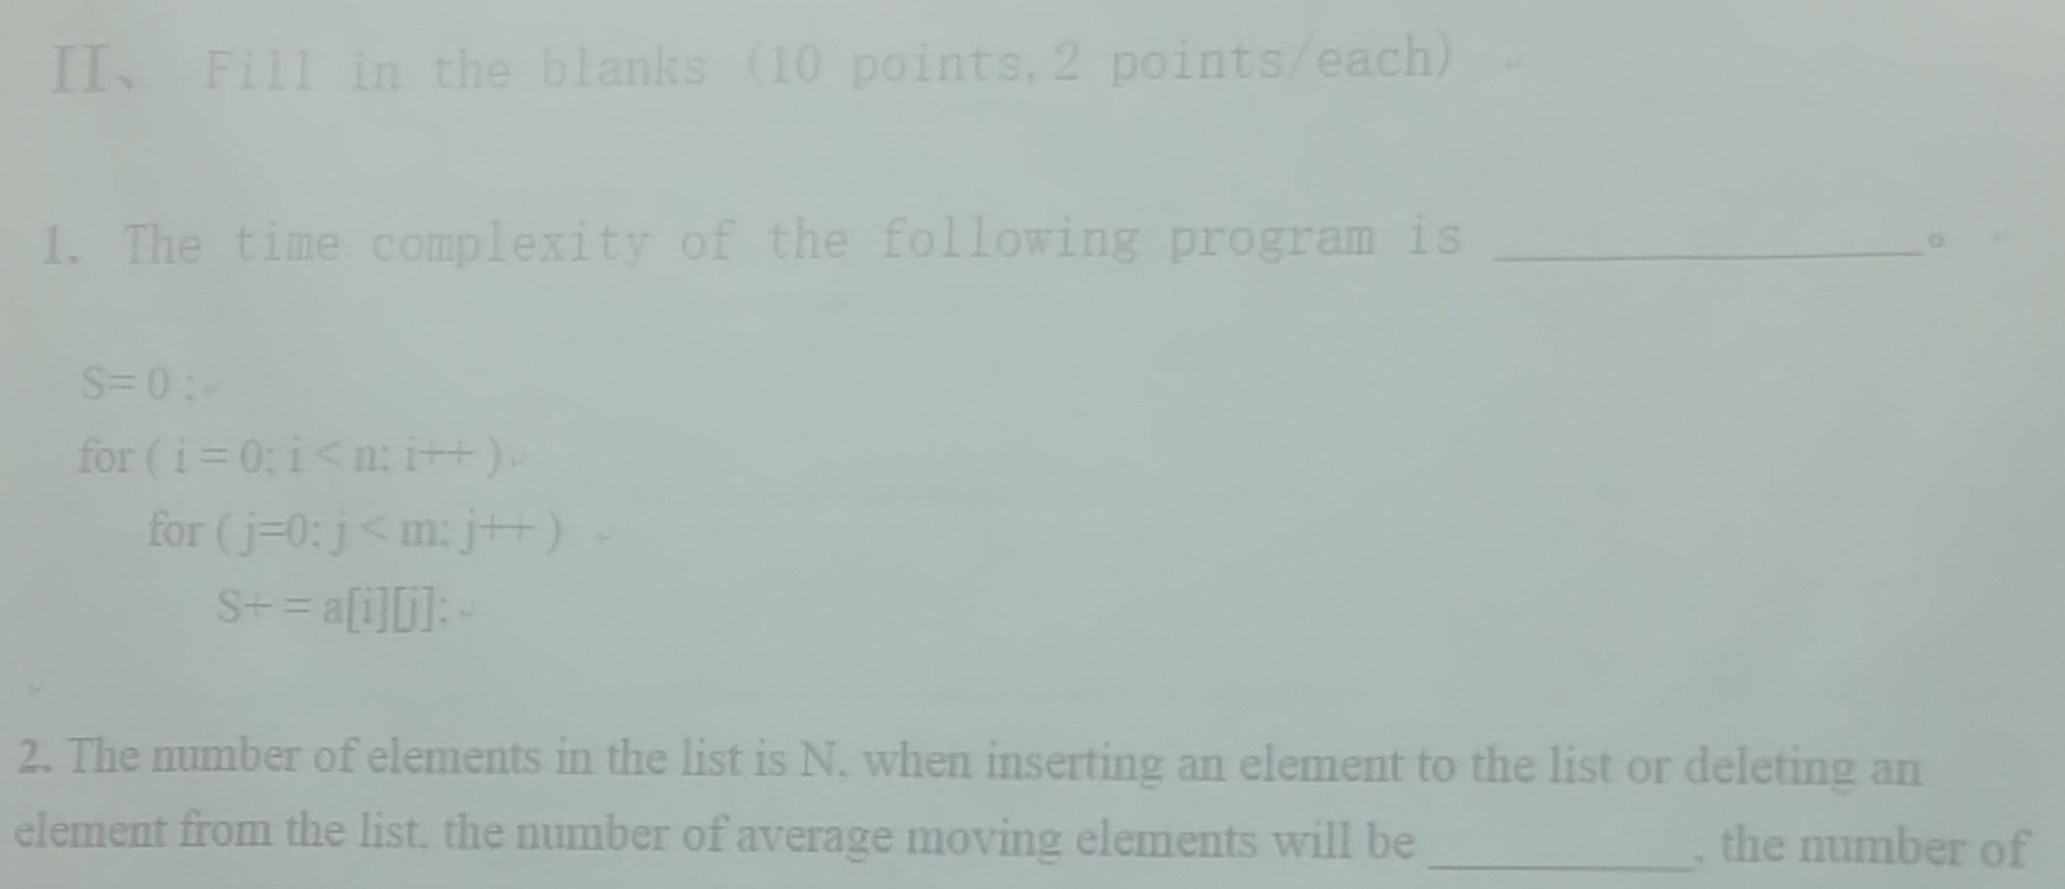 II、 Fill in the blanks (10 points, 2 points/each)
1. The time complexity of the following program is ____________。
S= 0 ;
for ( i = 0; i < n; i++ )
for ( j=0; j < m; j++ )
S+ = a[i][j];
2. The number of elements in the list is N. when inserting an element to the list or deleting an
element from the list, the number of average moving elements will be ________, the number of